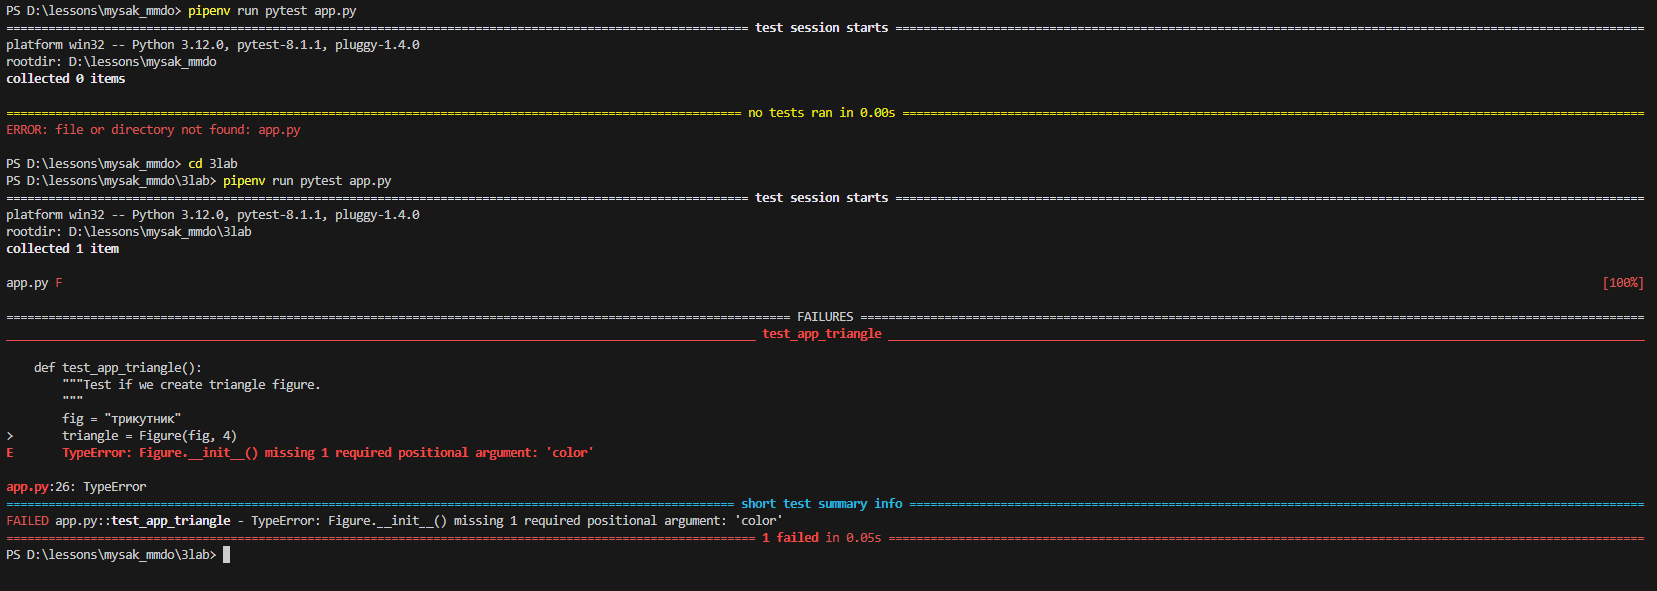 PS D:\lessons\mysak_mmdo> pipenv run pytest app.py
========================= test session starts =========================
platform win32 -- Python 3.12.0, pytest-8.1.1, pluggy-1.4.0
rootdir: D:\lessons\mysak_mmdo
collected 0 items
========================= no tests ran in 0.00s =========================
ERROR: file or directory not found: app.py
PS D:\lessons\mysak_mmdo> cd 3lab
PS D:\lessons\mysak_mmdo\3lab> pipenv run pytest app.py
========================= test session starts =========================
platform win32 -- Python 3.12.0, pytest-8.1.1, pluggy-1.4.0
rootdir: D:\lessons\mysak_mmdo\3lab
collected 1 item
app.py F [100%]
========================= FAILURES =========================
_________________________ test_app_triangle _________________________
    def test_app_triangle():
        """Test if we create triangle figure.
        """
        fig = "трикутник"
>       triangle = Figure(fig, 4)
E       TypeError: Figure.__init__() missing 1 required positional argument: 'color'
app.py:26: TypeError
========================= short test summary info =========================
FAILED app.py::test_app_triangle - TypeError: Figure.__init__() missing 1 required positional argument: 'color'
========================= 1 failed in 0.05s =========================
PS D:\lessons\mysak_mmdo\3lab>